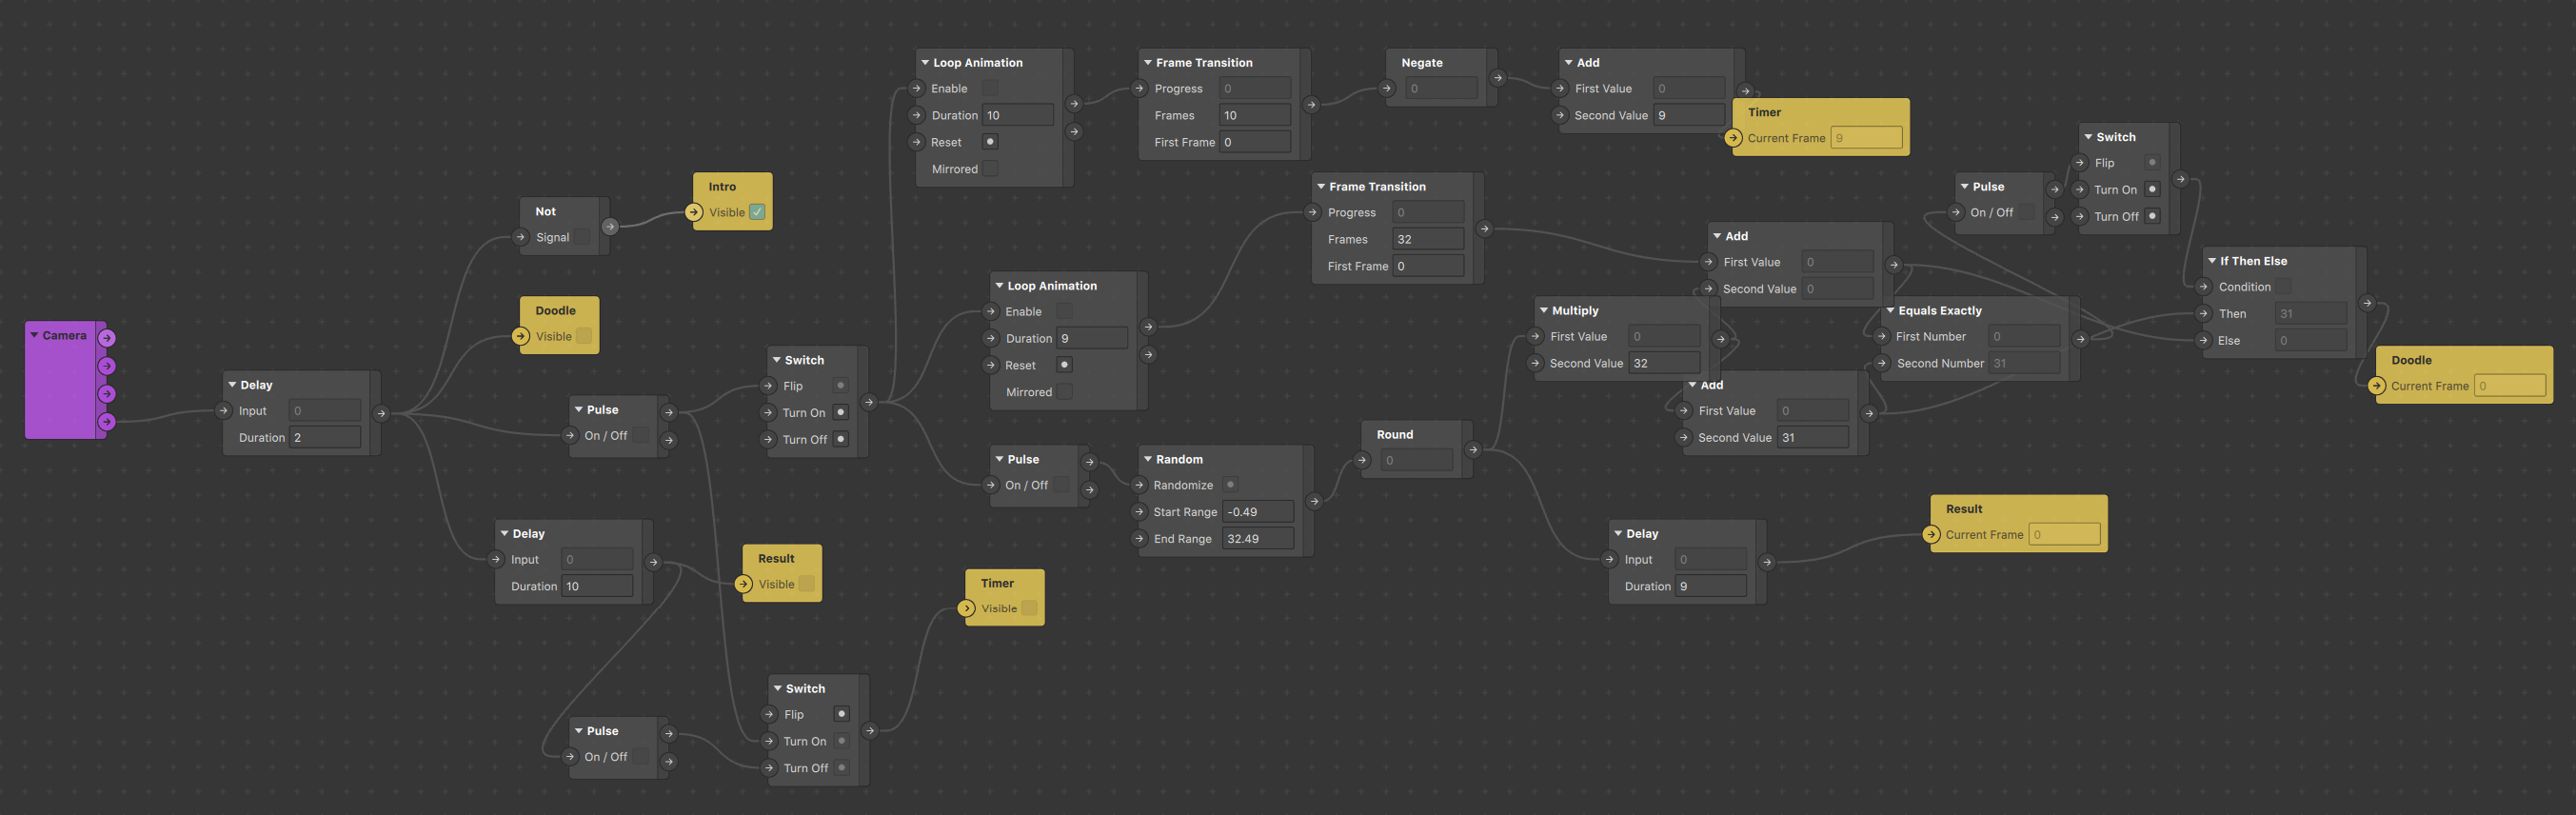 Camera
Delay
Input 0
Duration 2
Not
Signal
Intro
Visible
Doodle
Visible
Pulse
On / Off
Delay
Input 0
Duration 10
Pulse
On / Off
Switch
Flip
Turn On
Turn Off
Result
Visible
Switch
Flip
Turn On
Turn Off
Timer
Visible
Loop Animation
Enable
Duration 10
Reset
Mirrored
Loop Animation
Enable
Duration 9
Reset
Mirrored
Pulse
On / Off
Frame Transition
Progress 0
Frames 10
First Frame 0
Frame Transition
Progress 0
Frames 32
First Frame 0
Random
Randomize
Start Range -0.49
End Range 32.49
Negate
0
Round
0
Add
First Value 0
Second Value 9
Timer
Current Frame 9
Multiply
First Value 0
Second Value 32
Add
First Value 0
Second Value 0
Add
First Value 0
Second Value 31
Delay
Input 0
Duration 9
Equals Exactly
First Number 0
Second Number 31
Result
Current Frame 0
Pulse
On / Off
Switch
Flip
Turn On
Turn Off
If Then Else
Condition
Then 31
Else 0
Doodle
Current Frame 0